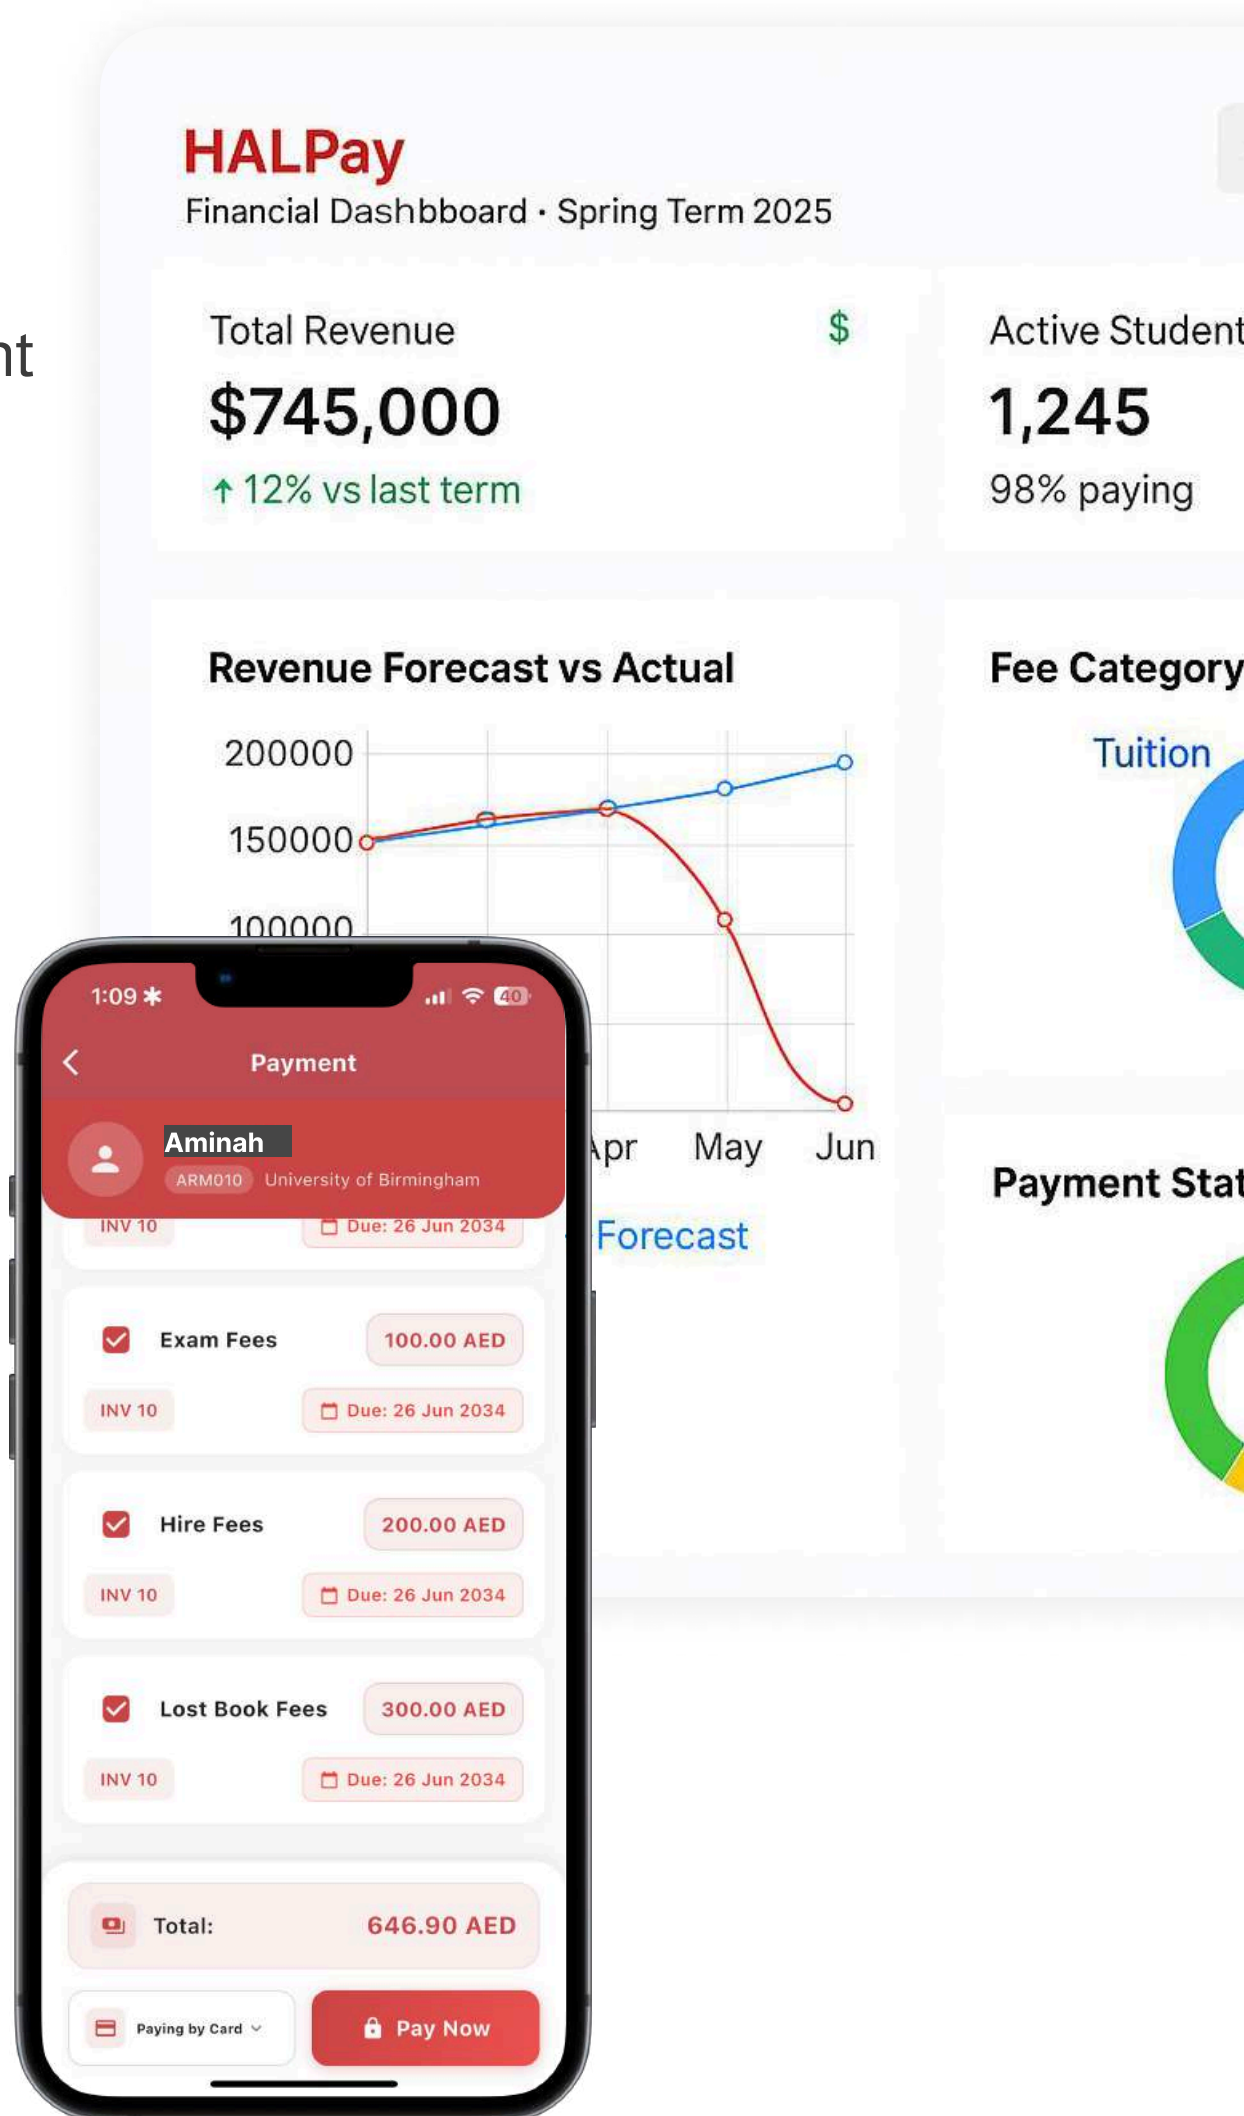 HALPay
Financial Dashbboard · Spring Term 2025
nt
Total Revenue
$
$745,000
↑ 12% vs last term
Active Student
1,245
98% paying
Revenue Forecast vs Actual
200000
150000
100000
May
Jun
Forecast
Fee Category
Tuition
Payment Stat
1:09
40
Payment
Aminah
ARM010
University of Birmingham
INV 10
Due: 26 Jun 2034
Exam Fees
100.00 AED
INV 10
Due: 26 Jun 2034
Hire Fees
200.00 AED
INV 10
Due: 26 Jun 2034
Lost Book Fees
300.00 AED
INV 10
Due: 26 Jun 2034
Total:
646.90 AED
Paying by Card
Pay Now